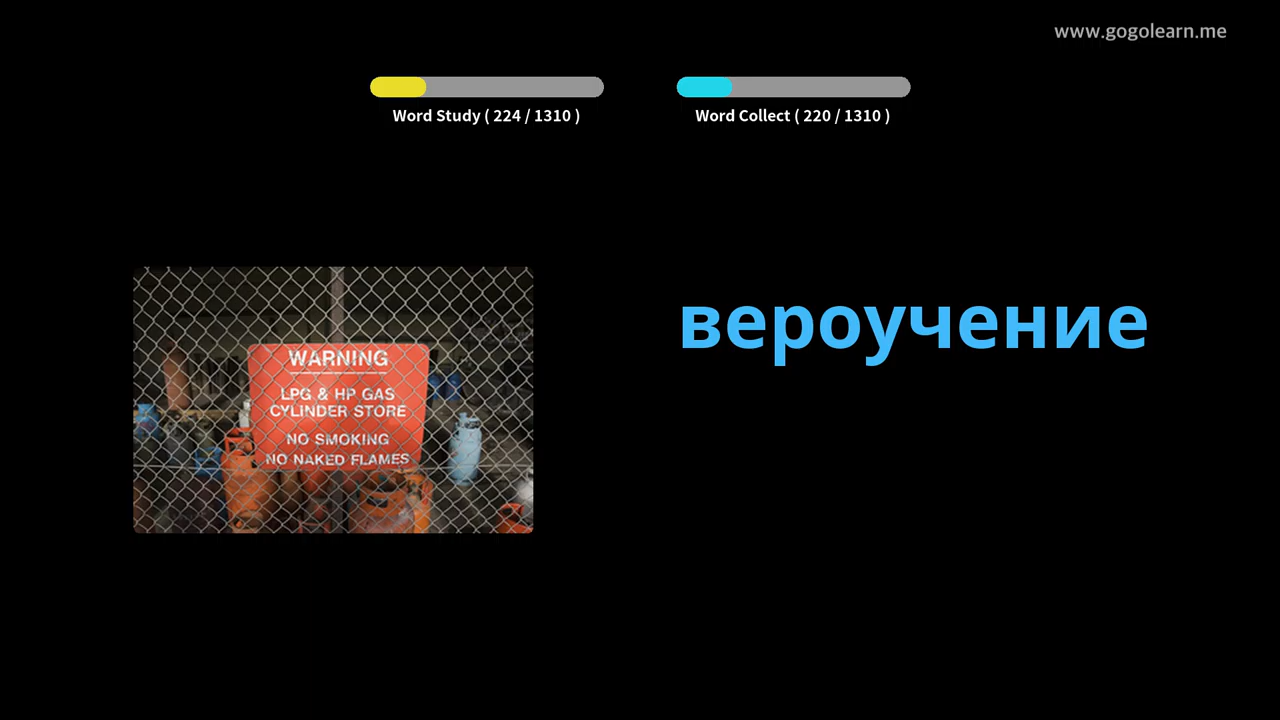 www.gogolearn.me
Word Study ( 224 / 1310 )
Word Collect ( 220 / 1310 )
вероучение
WARNING
LPG & HP GAS
CYLINDER STORE
NO SMOKING
NO NAKED FLAMES